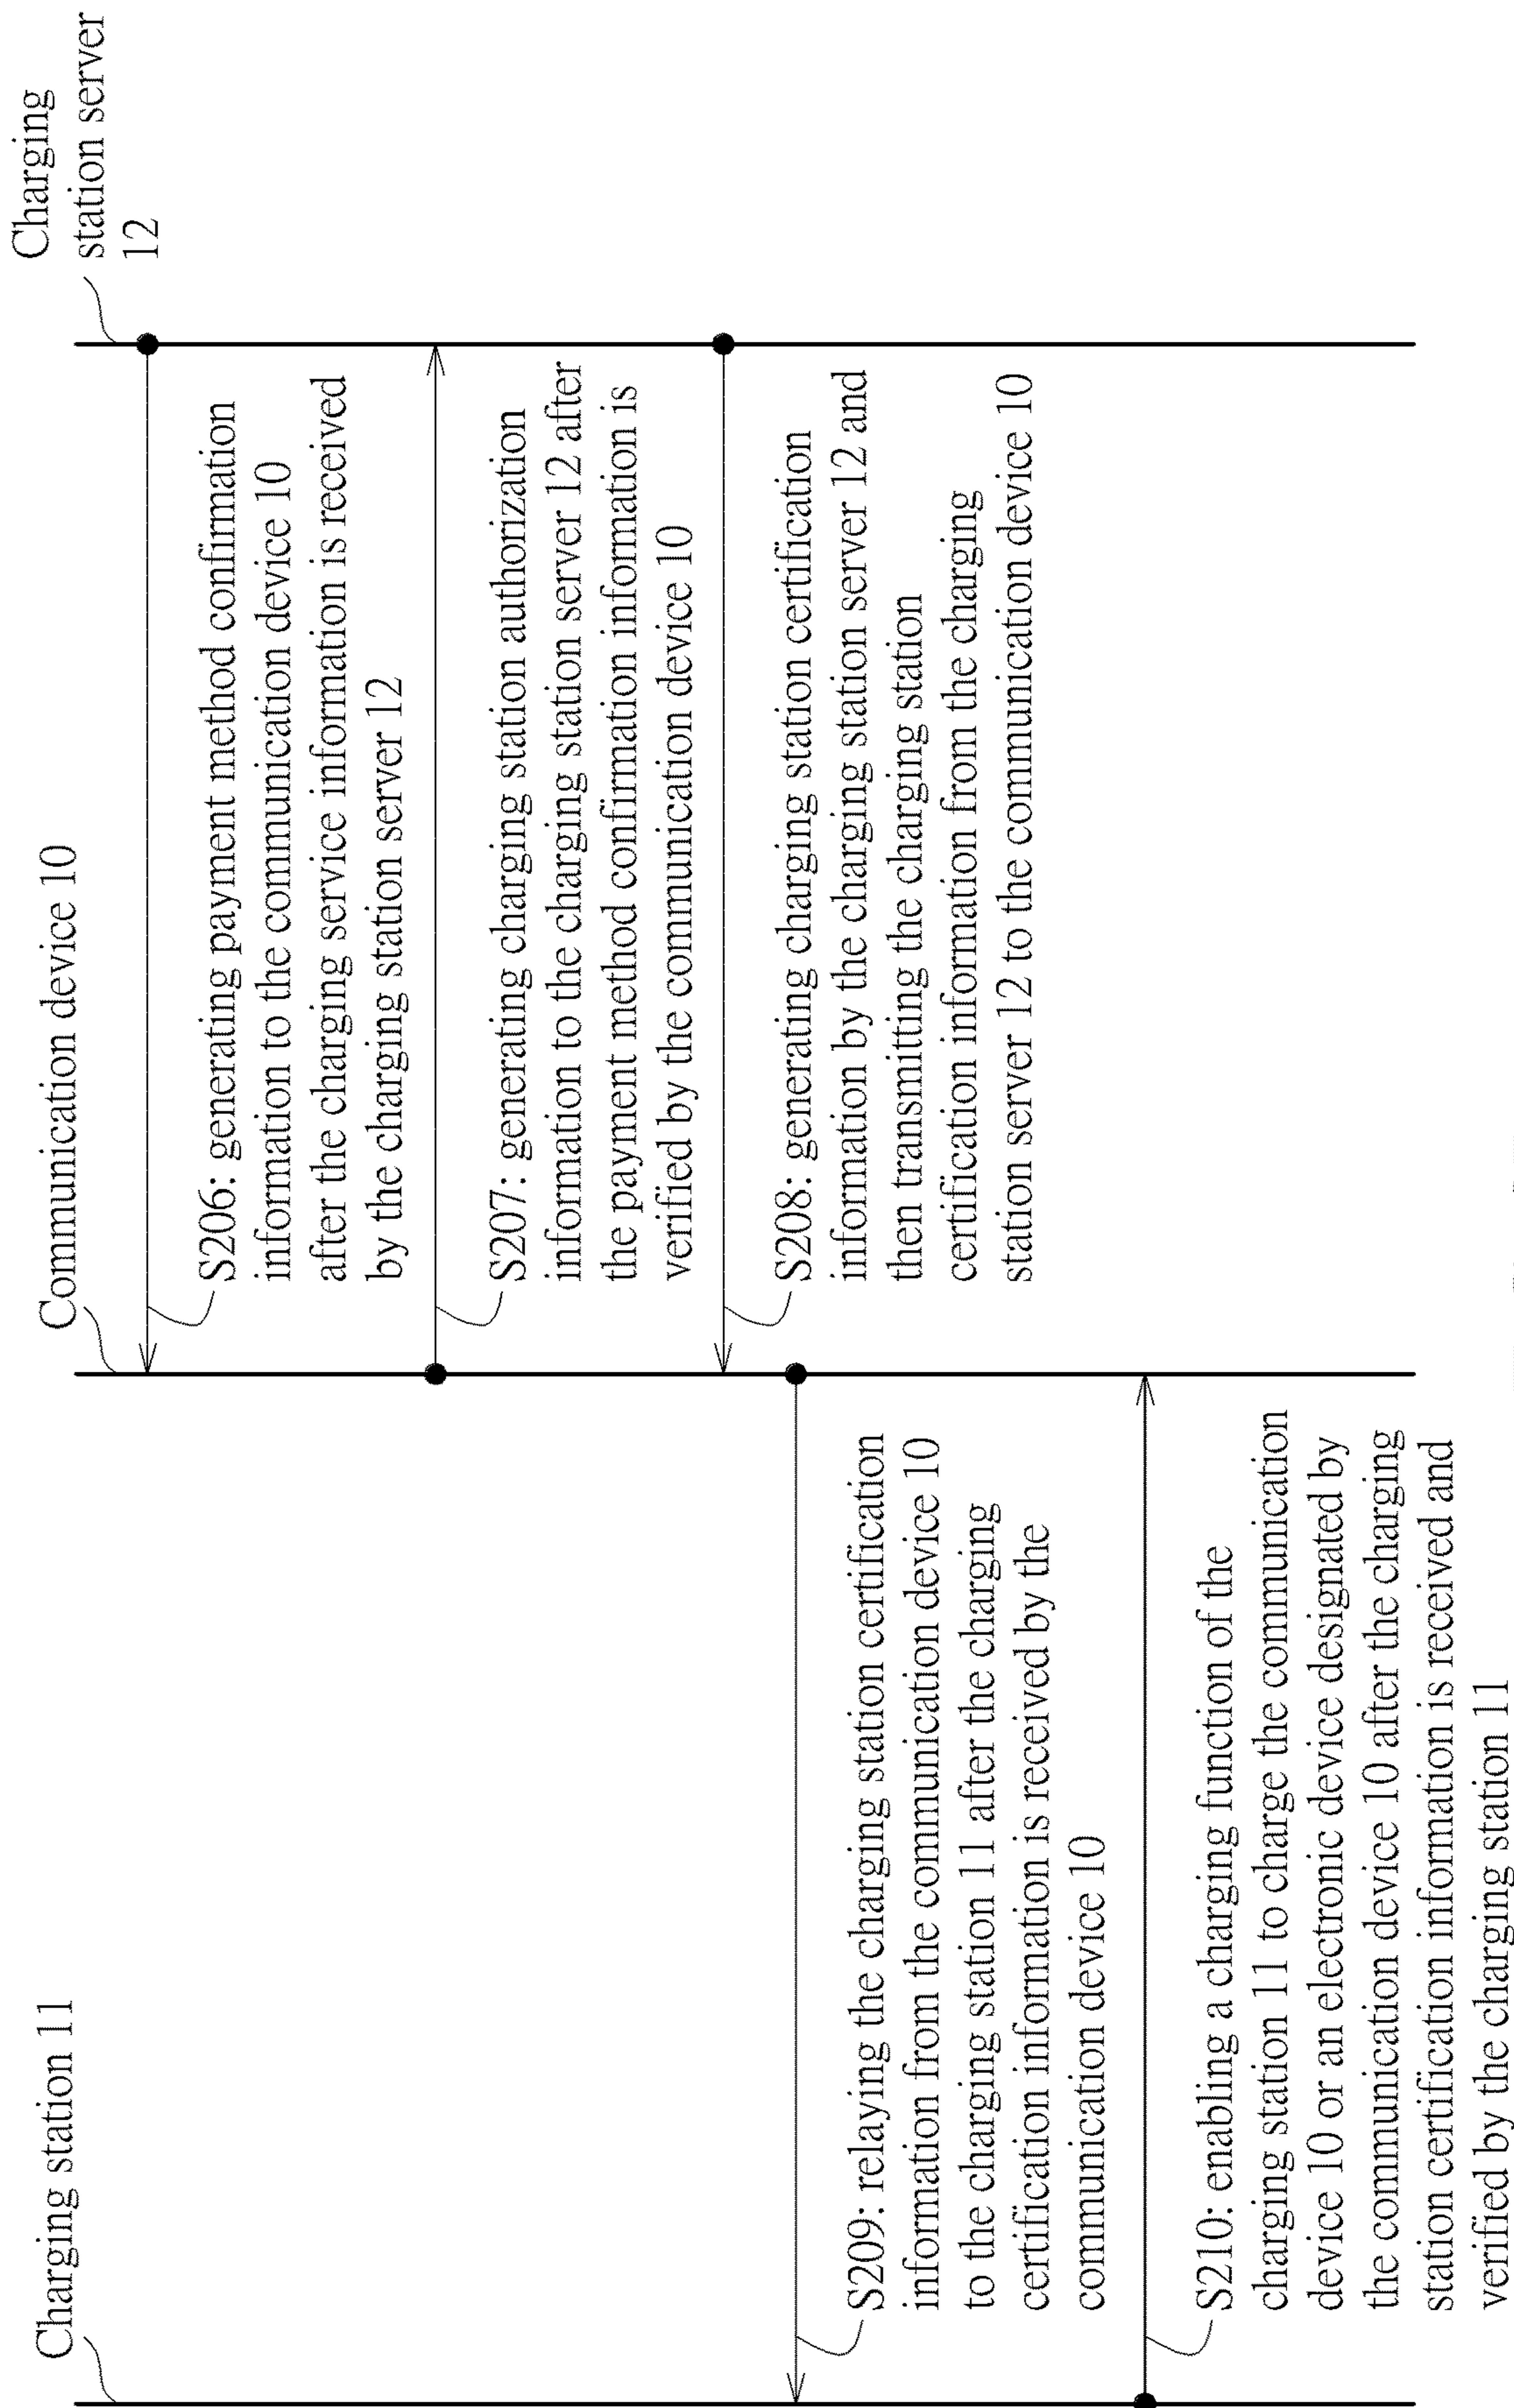 Charging station 11
Communication device 10
Charging
station server
12
S206: generating payment method confirmation
information to the communication device 10
after the charging service information is received
by the charging station server 12
S207: generating charging station authorization
information to the charging station server 12 after
the payment method confirmation information is
verified by the communication device 10
S208: generating charging station certification
information by the charging station server 12 and
then transmitting the charging station
certification information from the charging
station server 12 to the communication device 10
S209: relaying the charging station certification
information from the communication device 10
to the charging station 11 after the charging
certification information is received by the
communication device 10
S210: enabling a charging function of the
charging station 11 to charge the communication
device 10 or an electronic device designated by
the communication device 10 after the charging
station certification information is received and
verified by the charging station 11